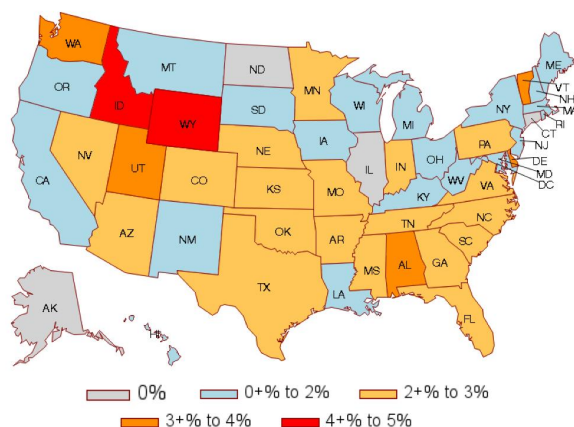 WA
MT
ND
MN
ME
VT
NH
MA
RI
CT
OR
ID
SD
WI
MI
NY
WY
IA
PA
NJ
NV
NE
IL
IN
OH
DE
MD
DC
UT
CO
KS
MO
KY
WV
VA
CA
AZ
NM
OK
AR
TN
NC
SC
TX
LA
MS
AL
GA
FL
AK
HI
0%
0+% to 2%
2+% to 3%
3+% to 4%
4+% to 5%